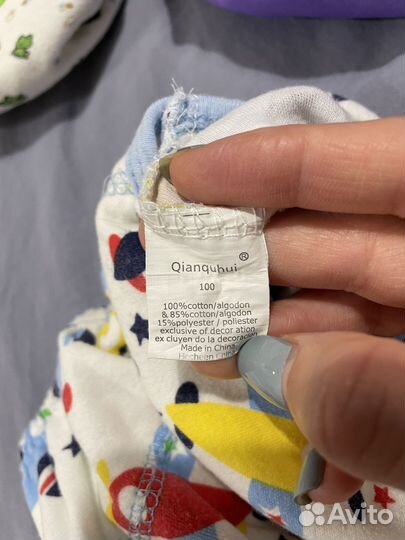 Qianquhui®
100
100%cotton/algodon
& 85%cotton/algodon
15%polyester / poliester
exclusive of decor ation
ex cluyen do la decoración
Made in China
Hecheen
Avito